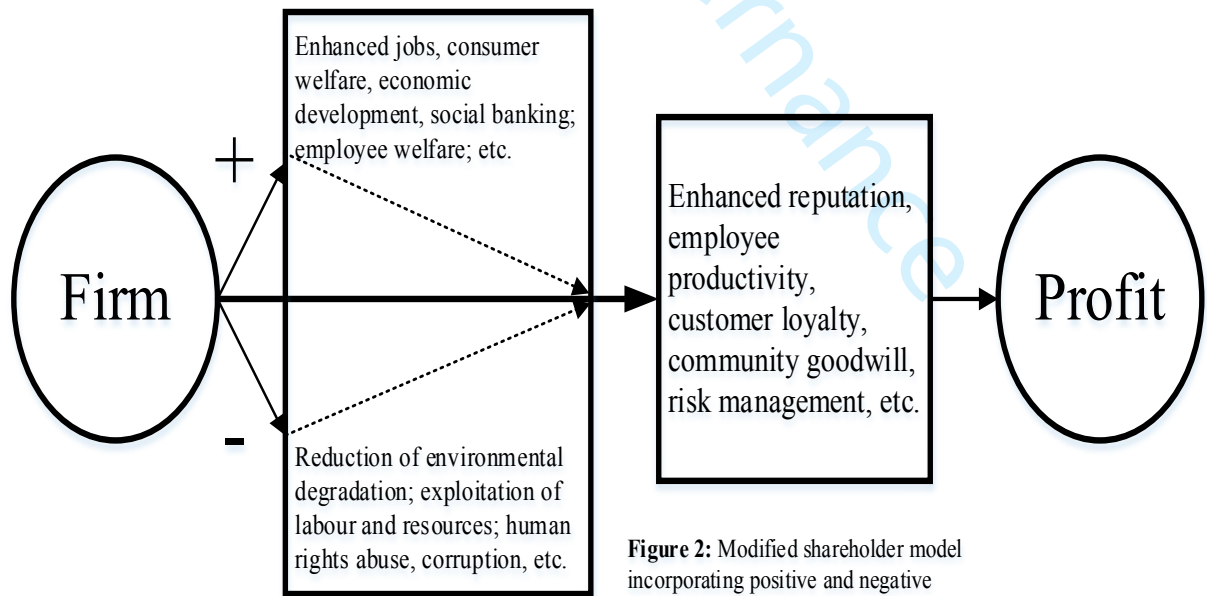 Enhanced jobs, consumer
welfare, economic
development, social banking;
employee welfare; etc.
+
Firm
-
Reduction of environmental
degradation; exploitation of
labour and resources; human
rights abuse, corruption, etc.
Enhanced reputation,
employee
productivity,
customer loyalty,
community goodwill,
risk management, etc.
Profit
Figure 2: Modified shareholder model
incorporating positive and negative